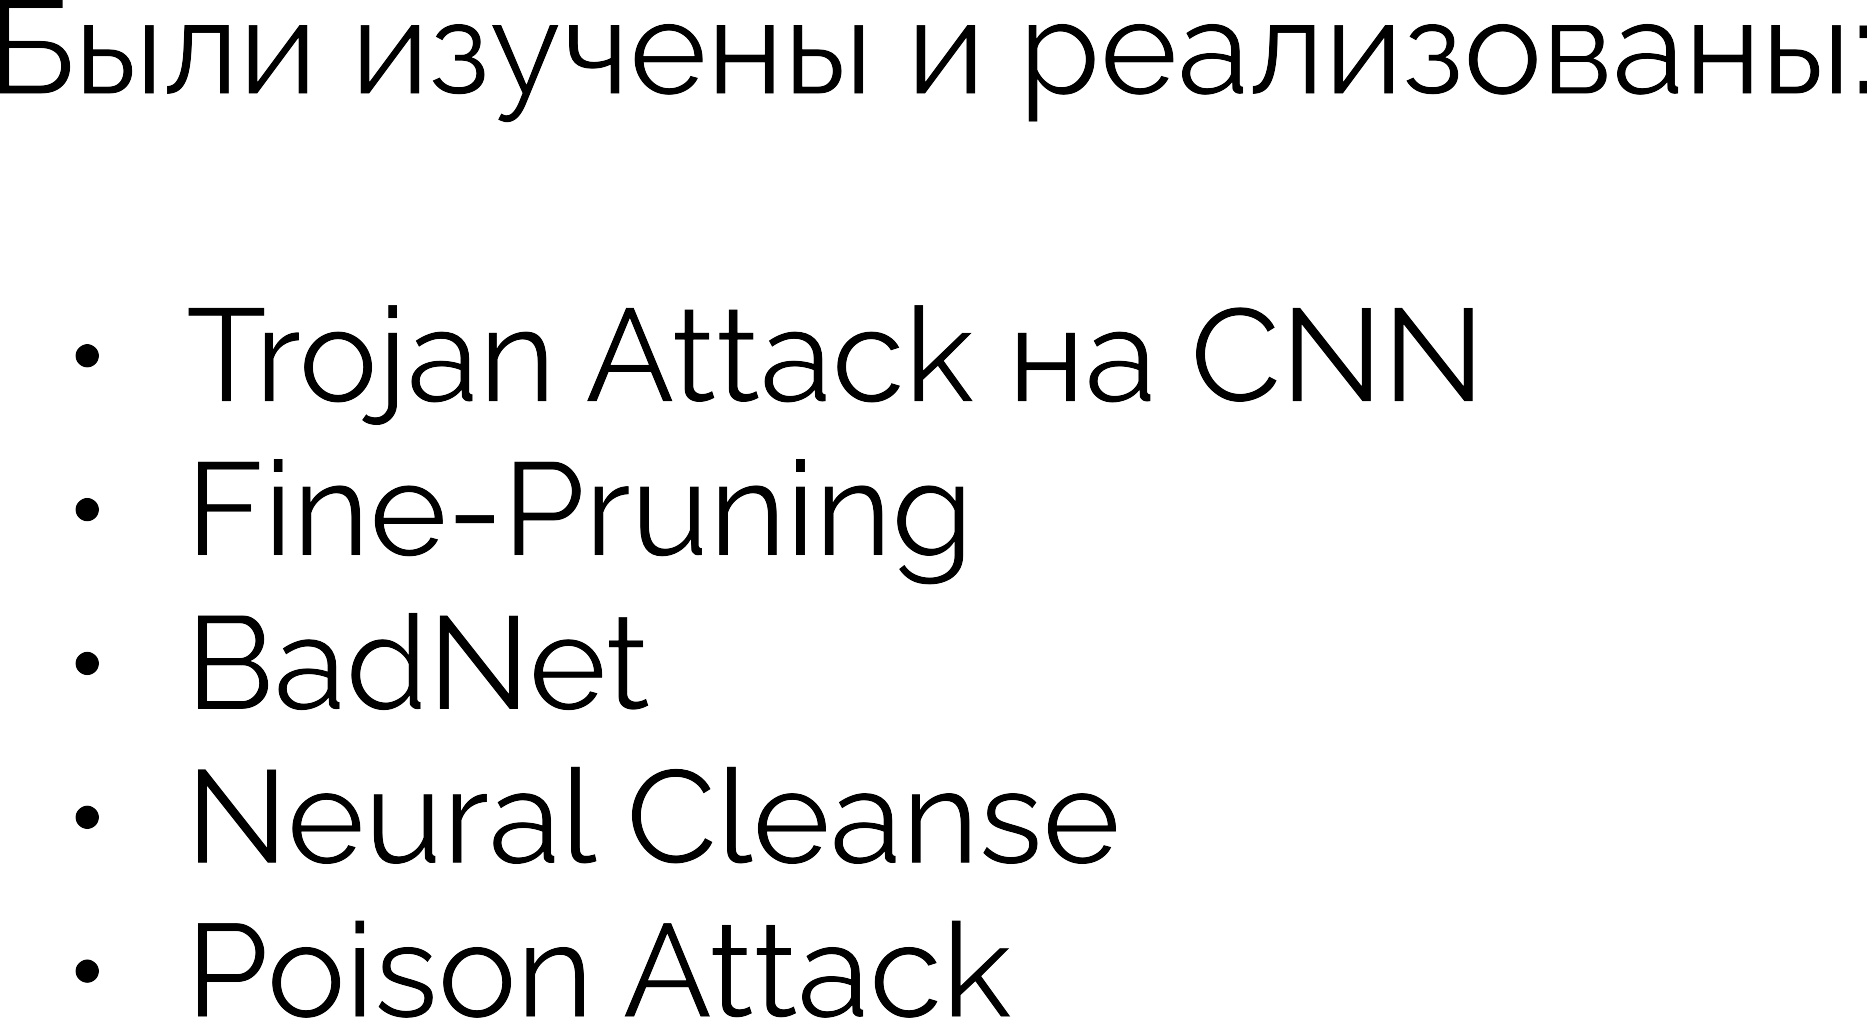 Были изучены и реализованы:
• Trojan Attack на CNN
• Fine-Pruning
• BadNet
• Neural Cleanse
• Poison Attack